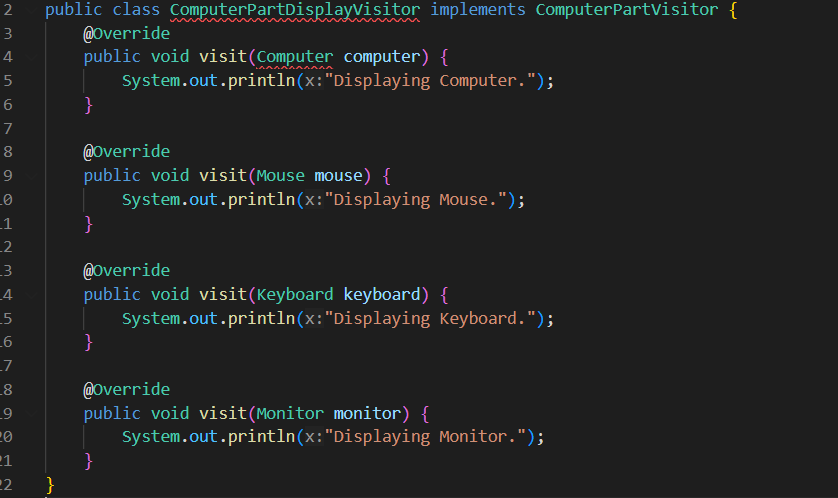 2 public class ComputerPartDisplayVisitor implements ComputerPartVisitor {
3 @Override
4 public void visit(Computer computer) {
5 System.out.println(x:"Displaying Computer.");
6 }
7
8 @Override
9 public void visit(Mouse mouse) {
10 System.out.println(x:"Displaying Mouse.");
11 }
12
13 @Override
14 public void visit(Keyboard keyboard) {
15 System.out.println(x:"Displaying Keyboard.");
16 }
17
18 @Override
19 public void visit(Monitor monitor) {
20 System.out.println(x:"Displaying Monitor.");
21 }
22 }